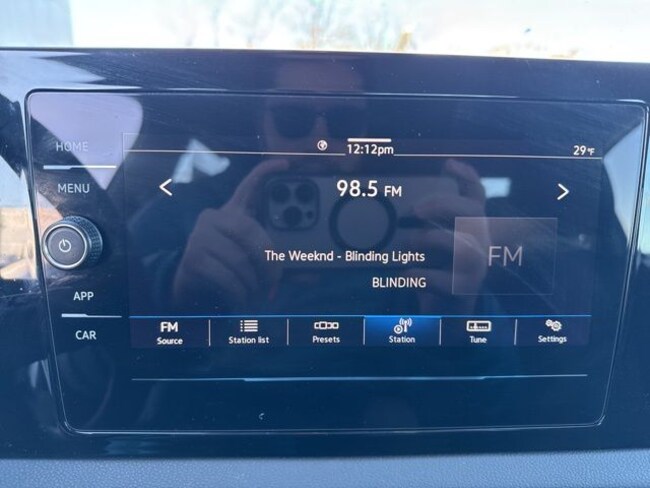 HOME
MENU
APP
CAR
12:12pm
29°F
98.5 FM
The Weeknd - Blinding Lights
BLINDING
FM
FM
Source
Station list
Presets
Station
Tune
Settings